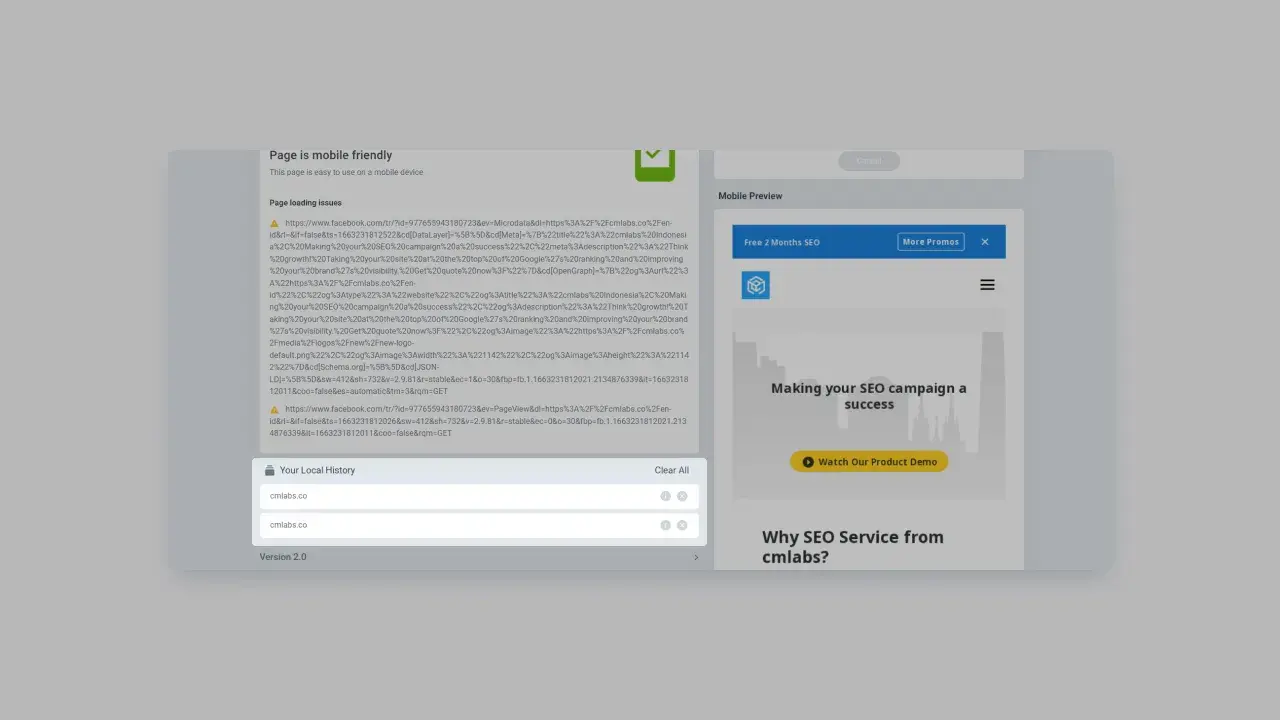 Page is mobile friendly
This page is easy to use on a mobile device
Page loading issues
https://www.facebook.com/tr/?id=977655943180723&ev=Microdata&dl=https%3A%2F%2Fcmlabs.co%2Fen-
id&rl=&if=false&ts=1663231812522&cd[DataLayer]=%5B%5D&cd[Meta]=%7B%22title%22%3A%22cmlabs%20Indonesi
a%2C%20Making%20your%20SEO%20campaign%20a%20success%22%2C%22meta%3Adescription%22%3A%22Think
%20growth!%20Taking%20your%20site%20at%20the%20top%20of%20Google%27s%20ranking%20and%20improving
%20your%20brand%27s%20visibility.%20Get%20quote%20now%3F%22%7D&cd[OpenGraph]=%7B%22og%3Aurl%22%3
A%22https%3A%2F%2Fcmlabs.co%2Fen-
id%22%2C%22og%3Atype%22%3A%22website%22%2C%22og%3Atitle%22%3A%22cmlabs%20Indonesia%2C%20Maki
ng%20your%20SEO%20campaign%20a%20success%22%2C%22og%3Adescription%22%3A%22Think%20growth!%20T
aking%20your%20site%20at%20the%20top%20of%20Google%27s%20ranking%20and%20improving%20your%20brand
%27s%20visibility.%20Get%20quote%20now%3F%22%2C%22og%3Aimage%22%3A%22https%3A%2F%2Fcmlabs.co%
2Fmedia%2Flogos%2Fnew%2Fnew-logo-
default.png%22%2C%22og%3Aimage%3Awidth%22%3A%221142%22%2C%22og%3Aimage%3Aheight%22%3A%22114
2%22%7D&cd[Schema.org]=%5B%5D&cd[JSON-
LD]=%5B%5D&sw=412&sh=732&v=2.9.81&r=stable&ec=1&o=30&fbp=fb.1.1663231812021.2134876339&it=16632318
12011&coo=false&es=automatic&tm=3&rqm=GET
https://www.facebook.com/tr/?id=977655943180723&ev=PageView&dl=https%3A%2F%2Fcmlabs.co%2Fen-
id&rl=&if=false&ts=1663231812026&sw=412&sh=732&v=2.9.81&r=stable&ec=0&o=30&fbp=fb.1.1663231812021.213
4876339&it=1663231812011&coo=false&rqm=GET
Your Local History
Clear All
cmlabs.co
cmlabs.co
Version 2.0
Mobile Preview
Free 2 Months SEO
More Promos
Making your SEO campaign a
success
Watch Our Product Demo
Why SEO Service from
cmlabs?